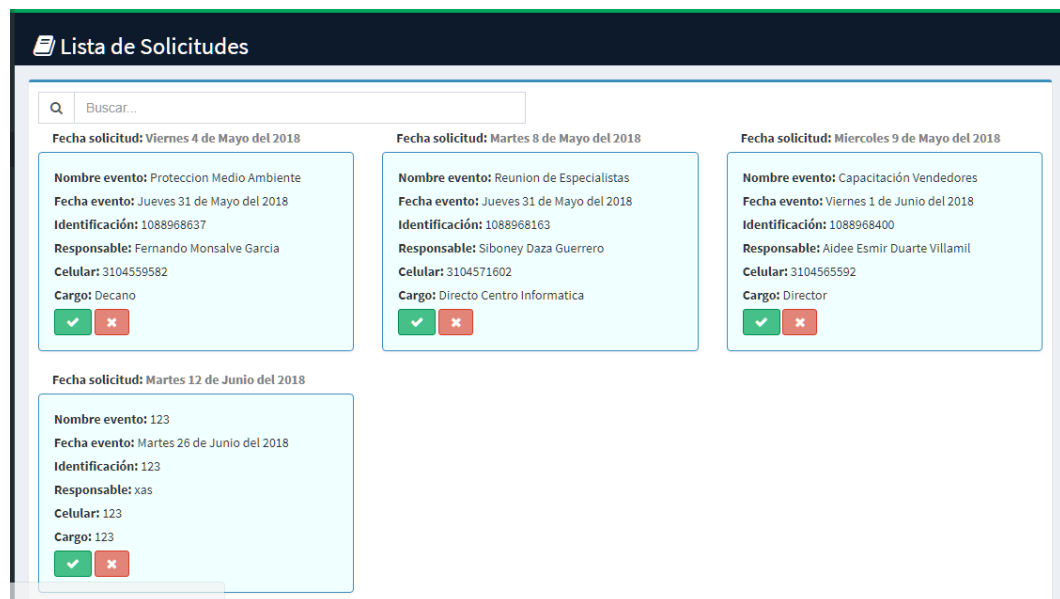 Lista de Solicitudes
Buscar...
Fecha solicitud: Viernes 4 de Mayo del 2018
Nombre evento: Proteccion Medio Ambiente
Fecha evento: Jueves 31 de Mayo del 2018
Identificación: 1088968637
Responsable: Fernando Monsalve Garcia
Celular: 3104559582
Cargo: Decano
Fecha solicitud: Martes 8 de Mayo del 2018
Nombre evento: Reunion de Especialistas
Fecha evento: Jueves 31 de Mayo del 2018
Identificación: 1088968163
Responsable: Siboney Daza Guerrero
Celular: 3104571602
Cargo: Directo Centro Informatica
Fecha solicitud: Miercoles 9 de Mayo del 2018
Nombre evento: Capacitación Vendedores
Fecha evento: Viernes 1 de Junio del 2018
Identificación: 1088968400
Responsable: Aidee Esmir Duarte Villamil
Celular: 3104565592
Cargo: Director
Fecha solicitud: Martes 12 de Junio del 2018
Nombre evento: 123
Fecha evento: Martes 26 de Junio del 2018
Identificación: 123
Responsable: xas
Celular: 123
Cargo: 123